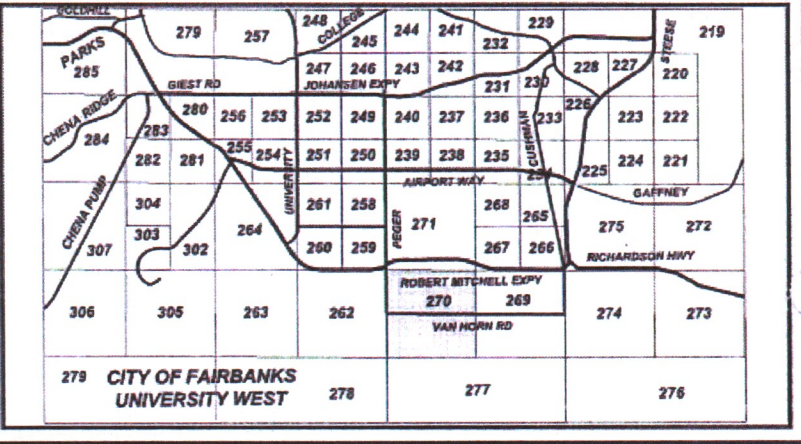 GOLDHILL 248 COLLEGE 244 241 229 STEESE 219
279 257 245 232
PARKS
285 247 246 243 242 228 227 220
GIEST RD JOHANSEN EXPY 231 230
CHENA RIDGE 280 256 253 252 249 240 237 236 CUSHMAN 233 226 223 222
284 283
282 281 255 254 UNIVERSITY 251 250 239 238 235 234 225 224 221
AIRPORT WAY GAFFNEY
CHENA PUMP 304 261 258 PEGER 271 268 265 275 272
307 303 302 264 260 259 267 266 RICHARDSON HWY
ROBERT MITCHELL EXPY
306 305 263 262 270 269 274 273
VAN HORN RD
279 CITY OF FAIRBANKS
UNIVERSITY WEST 278 277 276